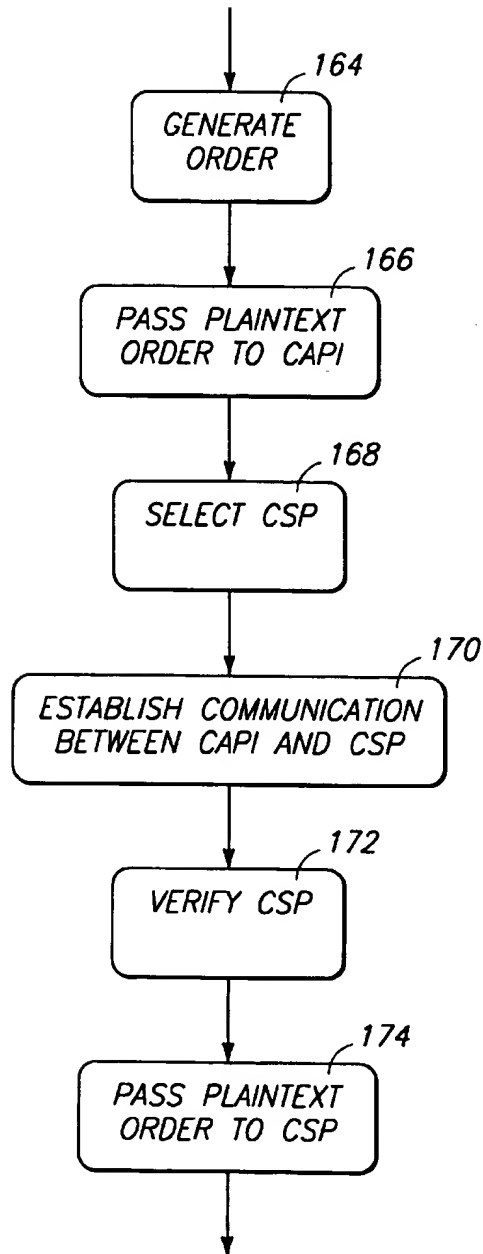 164
GENERATE
ORDER
166
PASS PLAINTEXT
ORDER TO CAPI
168
SELECT CSP
170
ESTABLISH COMMUNICATION
BETWEEN CAPI AND CSP
172
VERIFY CSP
174
PASS PLAINTEXT
ORDER TO CSP